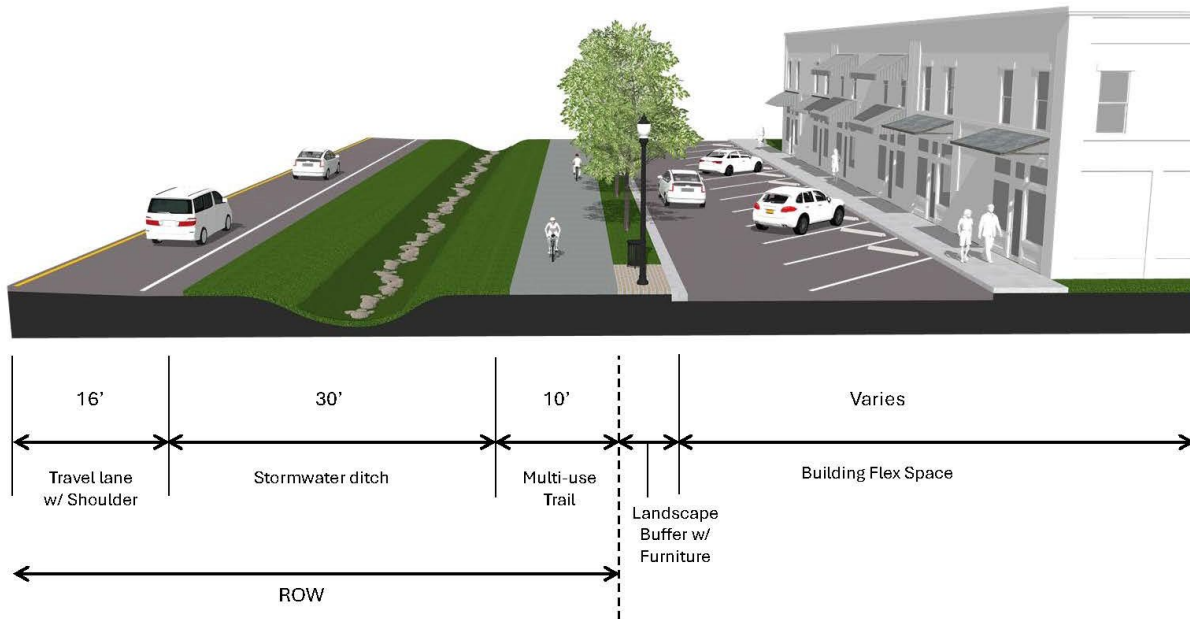 16’
30’
10’
Varies
Travel lane
w/ Shoulder
Stormwater ditch
Multi-use
Trail
Landscape
Buffer w/
Furniture
Building Flex Space
ROW